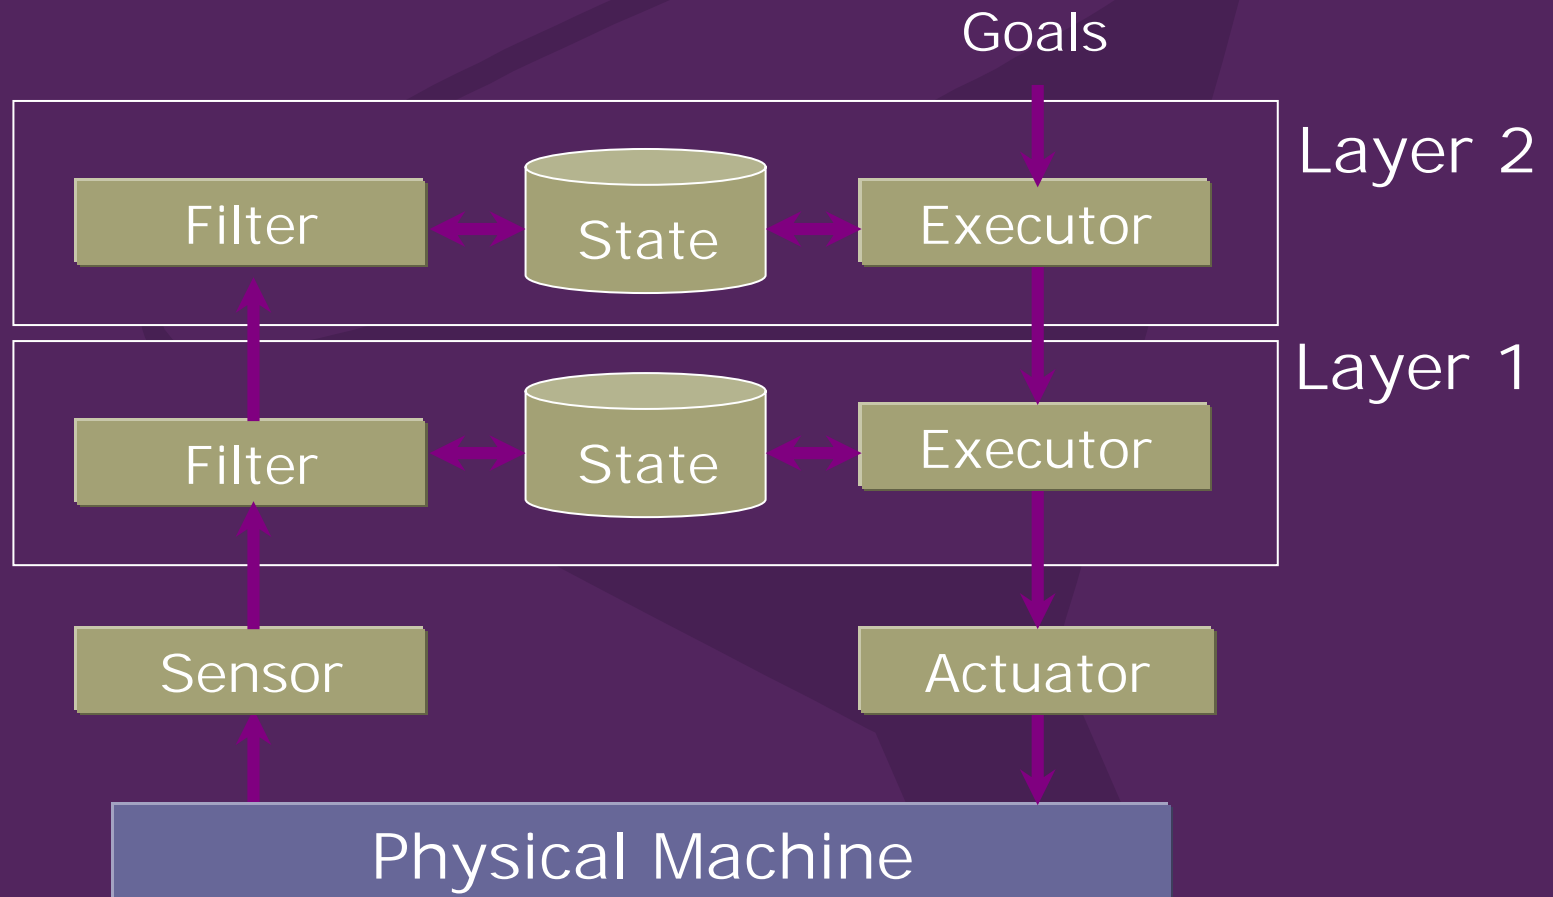 Goals
Layer 2
Filter
State
Executor
Layer 1
Filter
State
Executor
Sensor
Actuator
Physical Machine